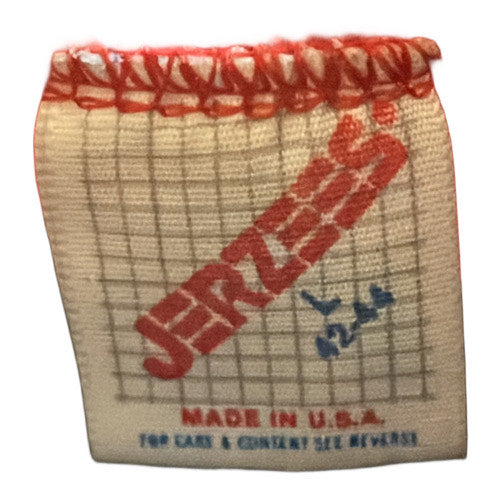 JERZEES.
L
42-44
MADE IN U.S.A.
FOR CARE & CONTENT SEE REVERSE